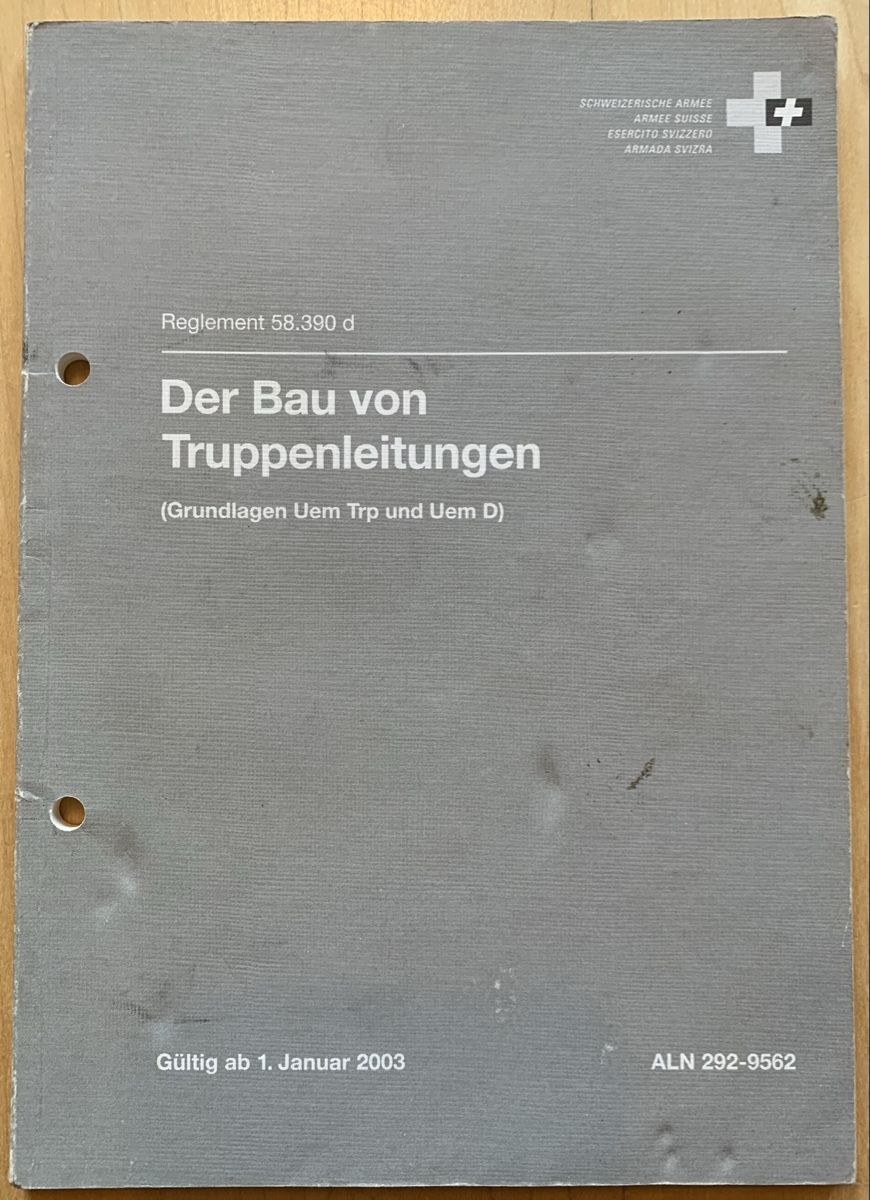 SCHWEIZERISCHE ARMEE
ARMEE SUISSE
ESERCITO SVIZZERO
ARMADA SVIZRA
Reglement 58.390 d
Der Bau von
Truppenleitungen
(Grundlagen Uem Trp und Uem D)
Gültig ab 1. Januar 2003
ALN 292-9562